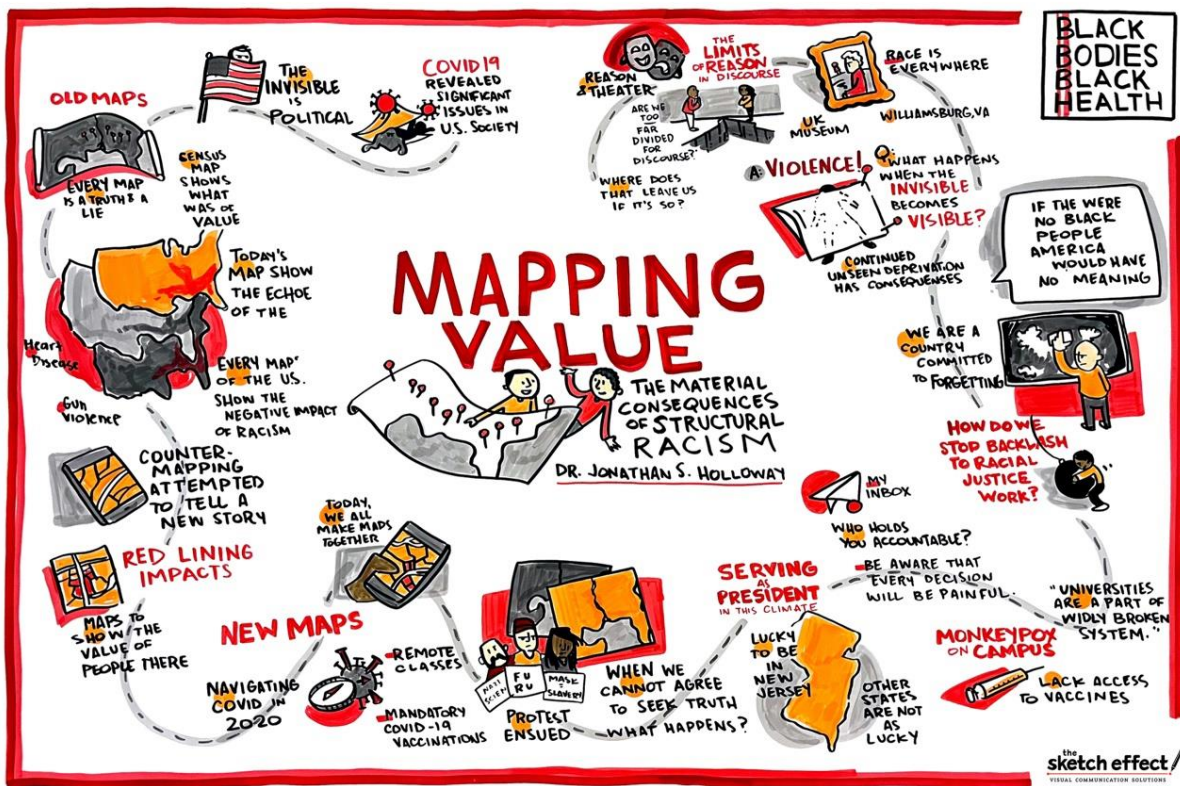 BLACK
BODIES
BLACK
HEALTH
MAPPING
VALUE
THE MATERIAL
CONSEQUENCES
OF STRUCTURAL
RACISM
DR. JONATHAN S. HOLLOWAY
OLD MAPS
EVERY MAP
IS A TRUTH & A
LIE
THE
INVISIBLE
IS
POLITICAL
COVID 19
REVEALED
SIGNIFICANT
ISSUES IN
U.S. SOCIETY
CENSUS
MAP
SHOWS
WHAT
WAS OF
VALUE
TODAY'S
MAP SHOW
THE ECHOE
OF THE
Heart
Disease
Gun
Violence
EVERY MAP
OF THE US.
SHOW THE
NEGATIVE IMPACT
OF RACISM
COUNTER-
MAPPING
ATTEMPTED
TO TELL A
NEW STORY
RED LINING
IMPACTS
MAPS TO
SHOW THE
VALUE OF
PEOPLE THERE
NEW MAPS
NAVIGATING
COVID IN
2020
REMOTE
CLASSES
MANDATORY
COVID-19
VACCINATIONS
TODAY,
WE ALL
MAKE MAPS
TOGETHER
NAZI
SCIEN
FU
RU
MASK
=
SLAVERY
PROTEST
ENSUED
WHEN WE
CANNOT AGREE
TO SEEK TRUTH
WHAT HAPPENS?
SERVING
AS
PRESIDENT
IN THIS CLIMATE
LUCKY
TO BE
IN
NEW
JERSEY
OTHER
STATES
ARE NOT
AS
LUCKY
MY
INBOX
WHO HOLDS
YOU ACCOUNTABLE?
BE AWARE THAT
EVERY DECISION
WILL BE PAINFUL.
MONKEYPOX
ON CAMPUS
LACK ACCESS
TO VACCINES
"UNIVERSITIES
ARE A PART OF
WIDLY BROKEN
SYSTEM."
HOW DO WE
STOP BACKLASH
TO RACIAL
JUSTICE
WORK?
WE ARE A
COUNTRY
COMMITTED
TO FORGETTING
IF THE WERE
NO BLACK
PEOPLE
AMERICA
WOULD HAVE
NO MEANING
Q: WHAT HAPPENS
WHEN THE
INVISIBLE
BECOMES
VISIBLE?
A: VIOLENCE!
CONTINUED
UNSEEN DEPRIVATION
HAS CONSEQUENCES
RACE IS
EVERYWHERE
WILLIAMSBURG, VA
UK
MUSEUM
THE
LIMITS
OF REASON
IN DISCOURSE
REASON
& THEATER
ARE WE
TOO
FAR
DIVIDED
FOR
DISCOURSE?
WHERE DOES
THAT LEAVE US
IF IT'S SO?
the
sketch effect
VISUAL COMMUNICATION SOLUTIONS